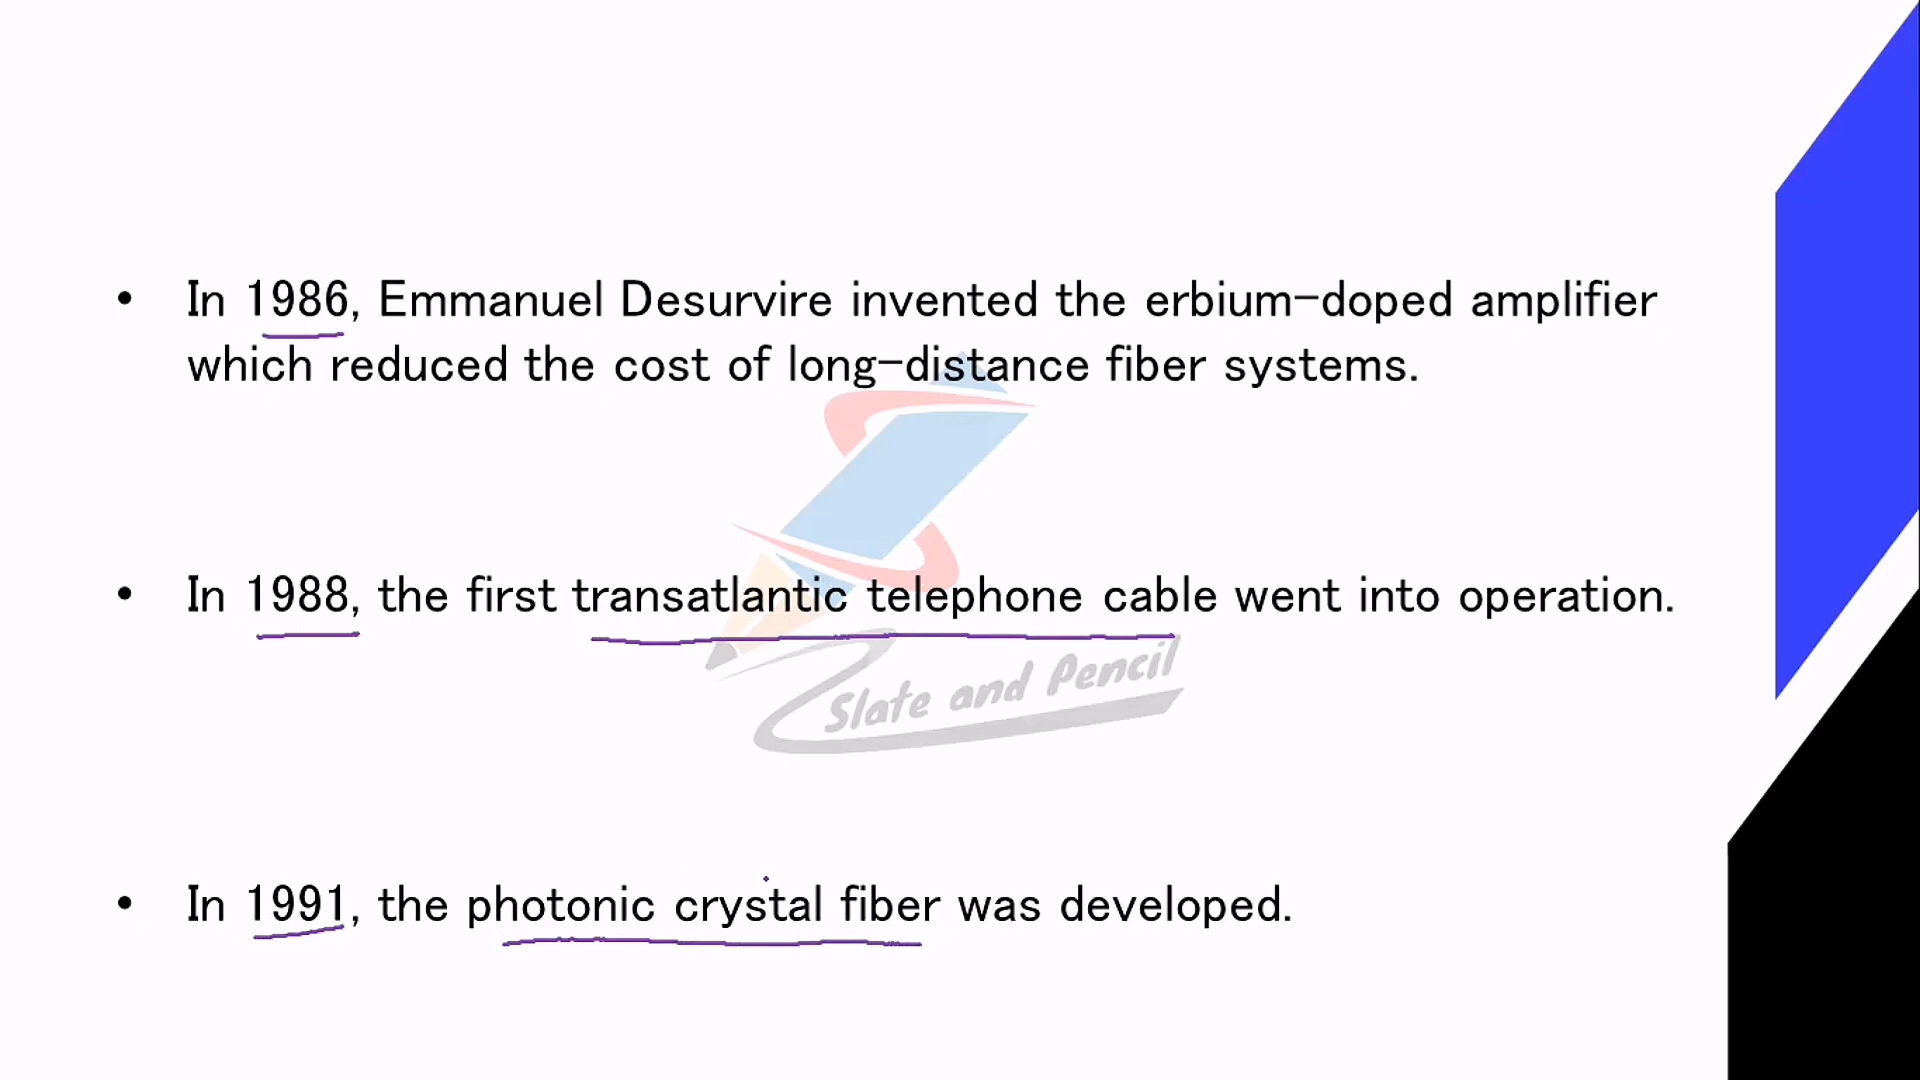 • In 1986, Emmanuel Desurvire invented the erbium-doped amplifier
which reduced the cost of long-distance fiber systems.
• In 1988, the first transatlantic telephone cable went into operation.
Slate and Pencil
• In 1991, the photonic crystal fiber was developed.